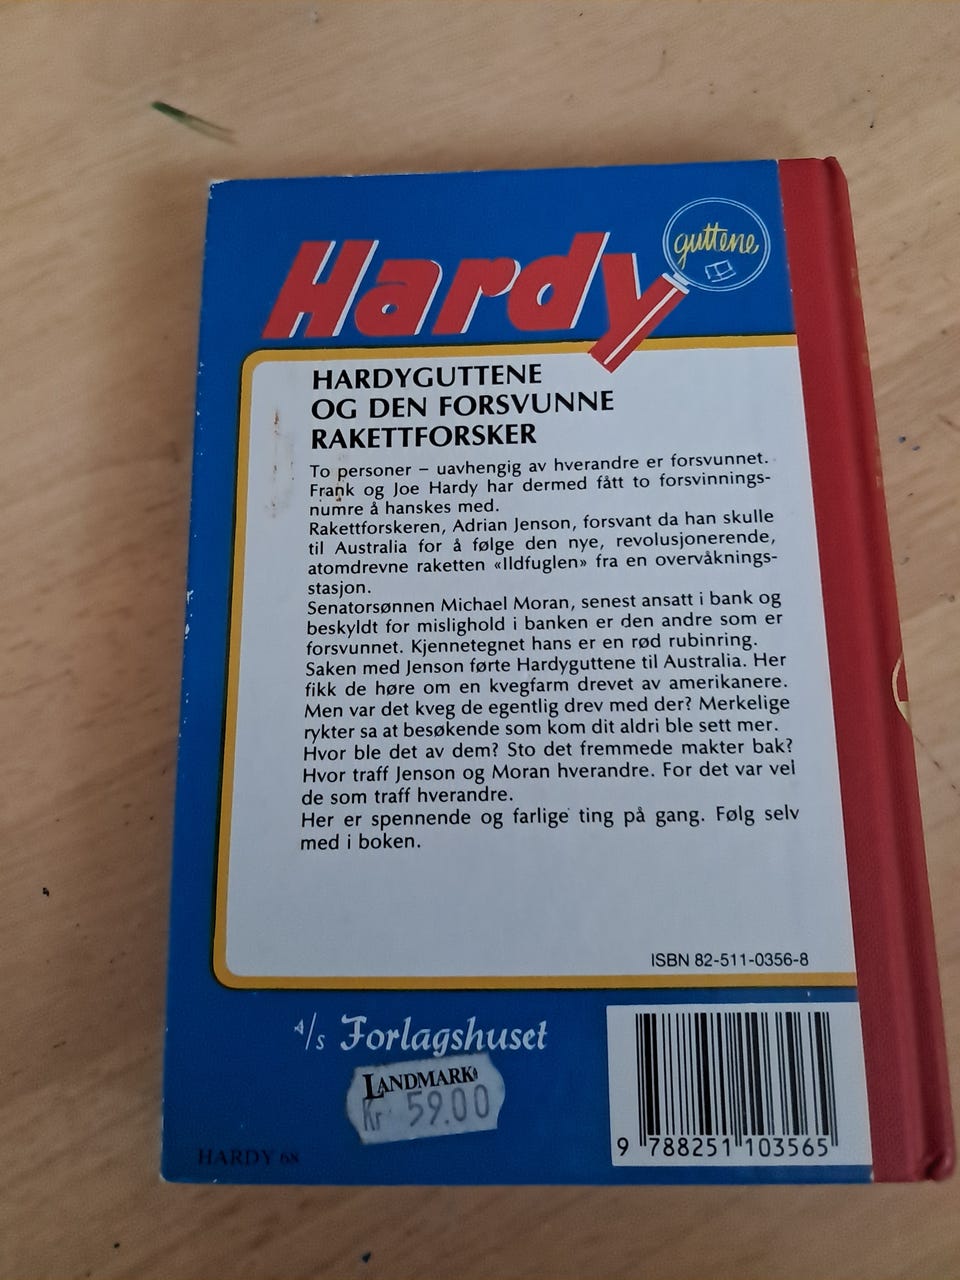 Hardy
guttene
HARDYGUTTENE
OG DEN FORSVUNNE
RAKETTFORSKER
To personer – uavhengig av hverandre er forsvunnet.
Frank og Joe Hardy har dermed fått to forsvinnings-
numre å hanskes med.
Rakettforskeren, Adrian Jenson, forsvant da han skulle
til Australia for å følge den nye, revolusjonerende,
atomdrevne raketten «Ildfuglen» fra en overvåknings-
stasjon.
Senatorsønnen Michael Moran, senest ansatt i bank og
beskyldt for mislighold i banken er den andre som er
forsvunnet. Kjennetegnet hans er en rød rubinring.
Saken med Jenson førte Hardyguttene til Australia. Her
fikk de høre om en kvegfarm drevet av amerikanere.
Men var det kveg de egentlig drev med der? Merkelige
rykter sa at besøkende som kom dit aldri ble sett mer.
Hvor ble det av dem? Sto det fremmede makter bak?
Hvor traff Jenson og Moran hverandre. For det var vel
de som traff hverandre.
Her er spennende og farlige ting på gang. Følg selv
med i boken.
ISBN 82-511-0356-8
A/s Forlagshuset
LANDMARK
Kr 59.00
HARDY 68
9 788251 103565